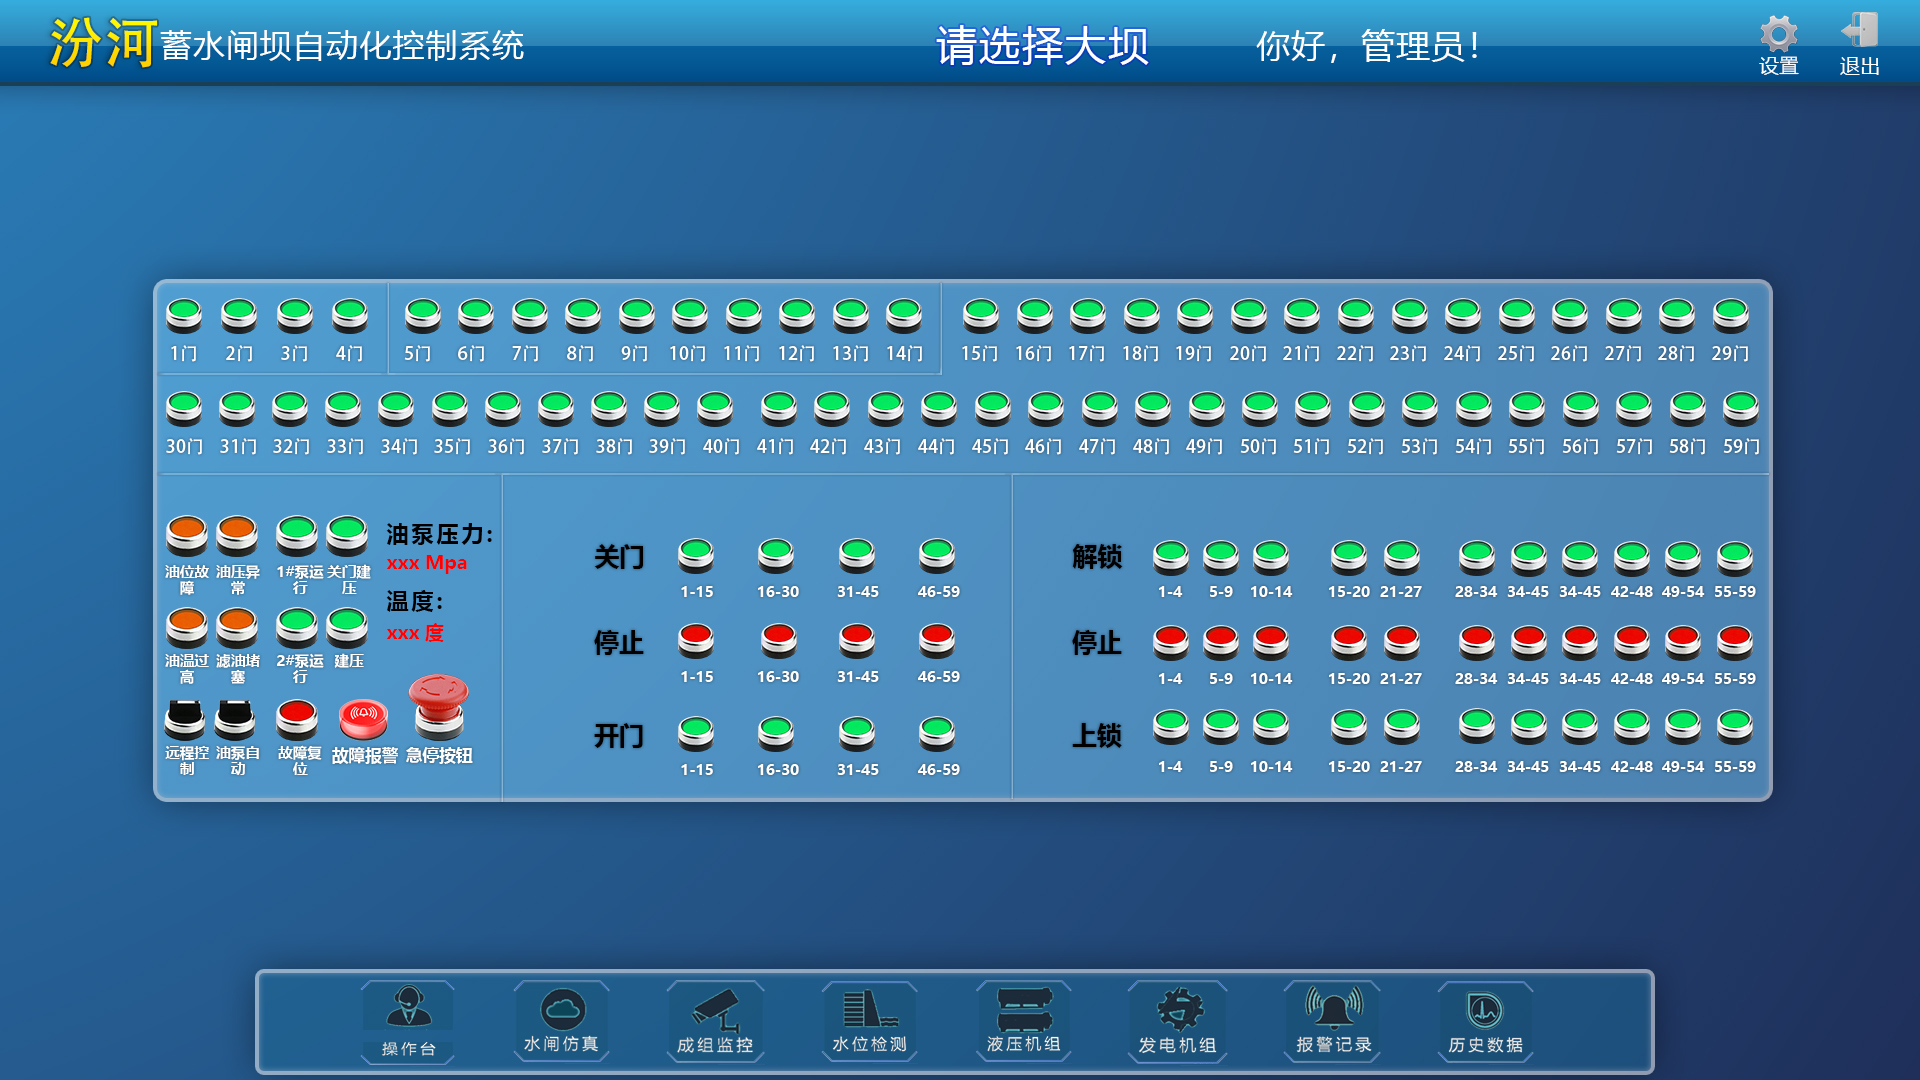 汾河蓄水闸坝自动化控制系统 请选择大坝 你好，管理员！ 设置 退出
1门 2门 3门 4门 5门 6门 7门 8门 9门 10门 11门 12门 13门 14门 15门 16门 17门 18门 19门 20门 21门 22门 23门 24门 25门 26门 27门 28门 29门
30门 31门 32门 33门 34门 35门 36门 37门 38门 39门 40门 41门 42门 43门 44门 45门 46门 47门 48门 49门 50门 51门 52门 53门 54门 55门 56门 57门 58门 59门
油位故障 油压异常 1#泵运行 关门建压
油泵压力:
xxx Mpa
温度:
xxx 度
油温过高 滤油堵塞 2#泵运行 建压
远程控制 油泵自动 故障复位 故障报警 急停按钮
关门
1-15 16-30 31-45 46-59
停止
1-15 16-30 31-45 46-59
开门
1-15 16-30 31-45 46-59
解锁
1-4 5-9 10-14 15-20 21-27 28-34 34-45 34-45 42-48 49-54 55-59
停止
1-4 5-9 10-14 15-20 21-27 28-34 34-45 34-45 42-48 49-54 55-59
上锁
1-4 5-9 10-14 15-20 21-27 28-34 34-45 34-45 42-48 49-54 55-59
操作台 水闸仿真 成组监控 水位检测 液压机组 发电机组 报警记录 历史数据